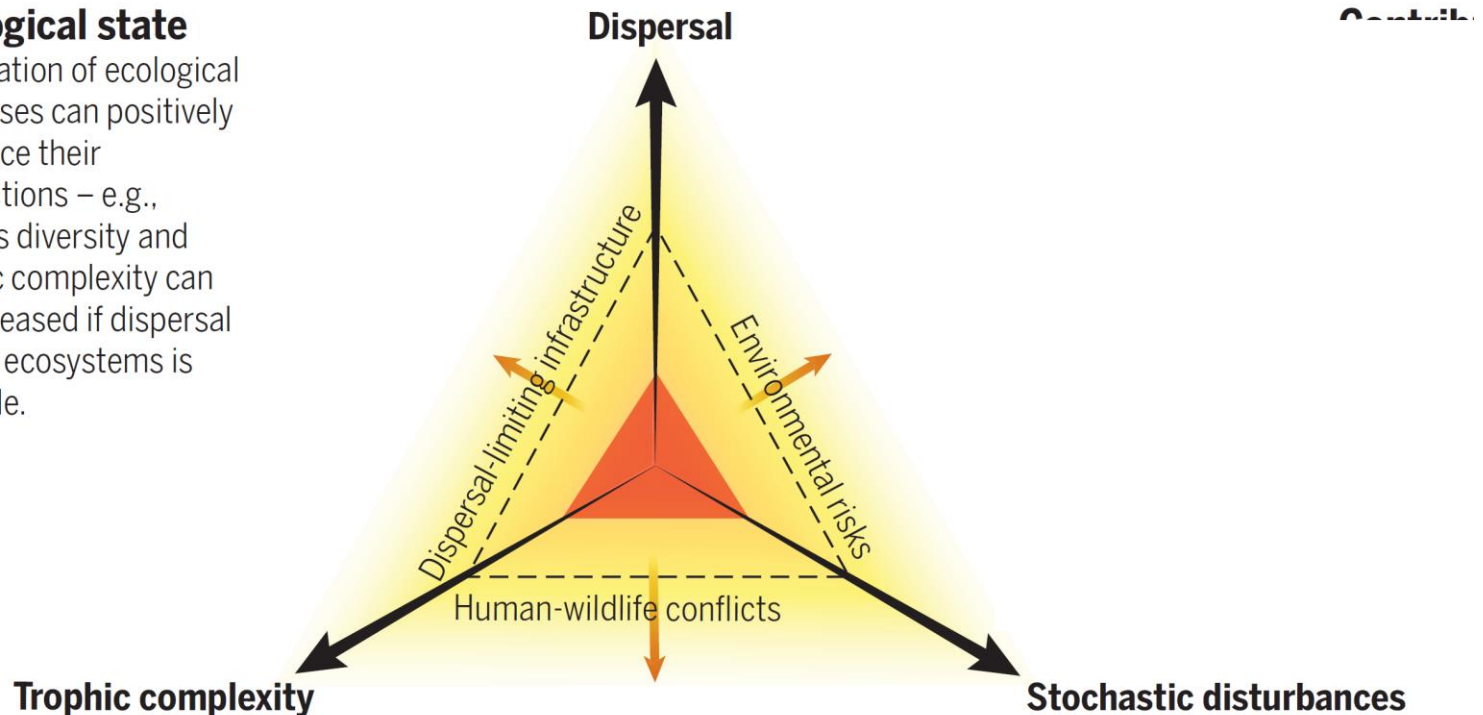 ogical state
ation of ecological
ses can positively
ce their
tions – e.g.,
s diversity and
c complexity can
eased if dispersal
ecosystems is
le.
Dispersal
Dispersal-limiting infrastructure
Environmental risks
Human-wildlife conflicts
Trophic complexity
Stochastic disturbances